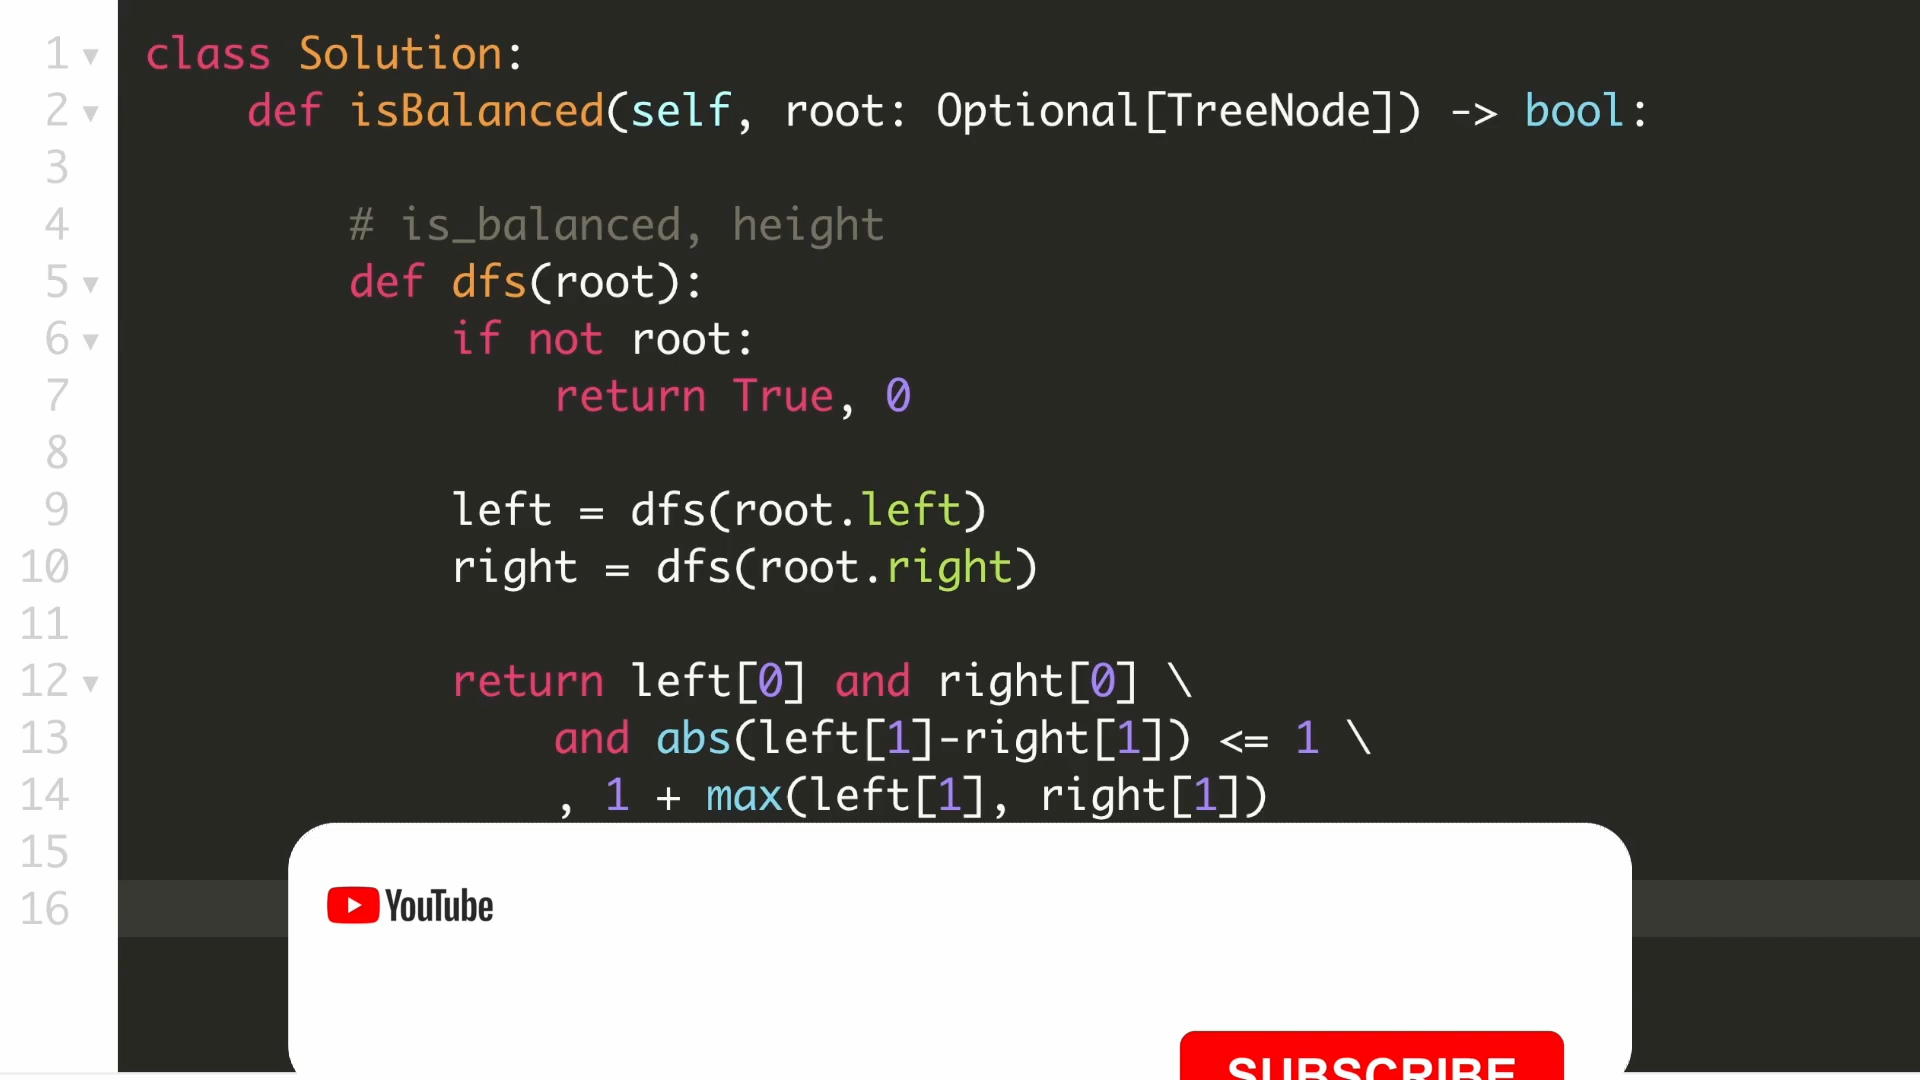 1 class Solution:
2     def isBalanced(self, root: Optional[TreeNode]) -> bool:
3
4         # is_balanced, height
5         def dfs(root):
6             if not root:
7                 return True, 0
8
9             left = dfs(root.left)
10             right = dfs(root.right)
11
12             return left[0] and right[0] \
13                 and abs(left[1]-right[1]) <= 1 \
14                 , 1 + max(left[1], right[1])
15
16
YouTube
SUBSCRIBE